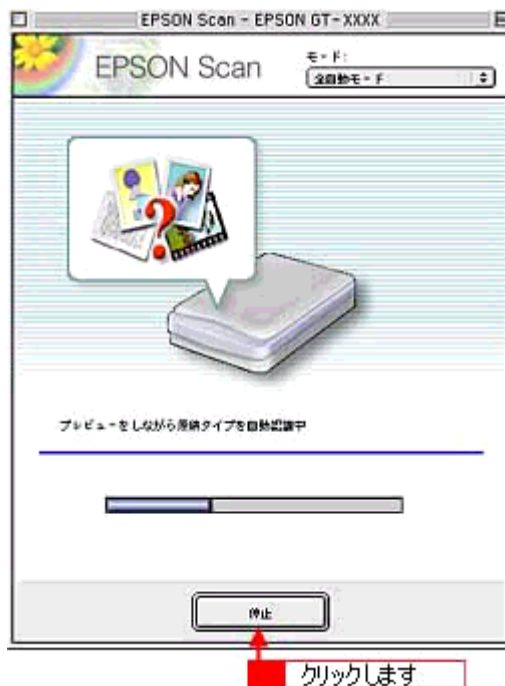 EPSON Scan - EPSON GT-XXXX
EPSON Scan
モード:
全自動モード
プレビューをしながら原稿タイプを自動認識中
停止
クリックします